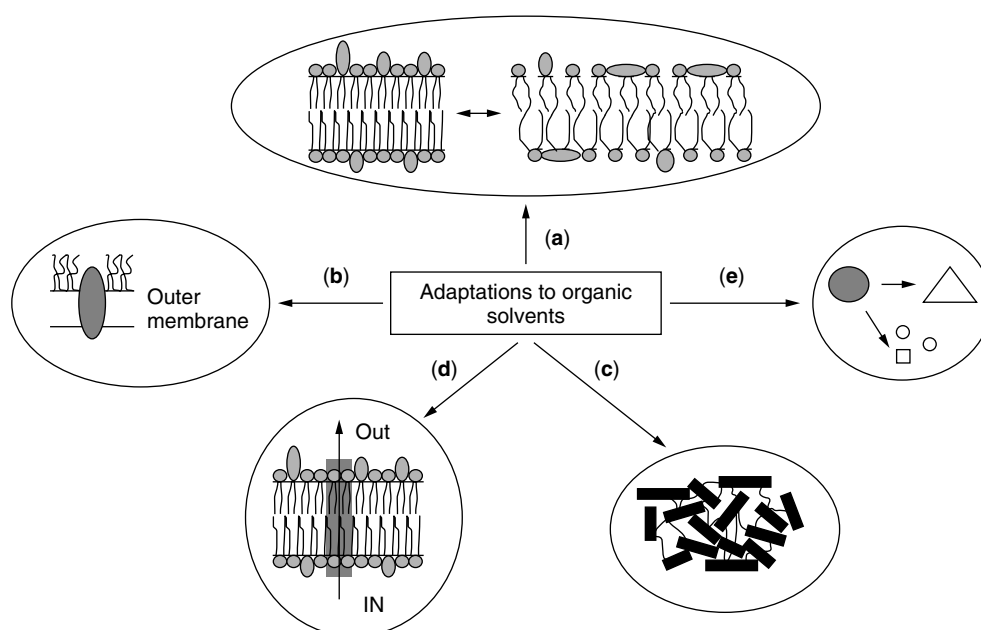 (a)
(b)
Adaptations to organic
solvents
(e)
Outer
membrane
(d)
(c)
Out
IN